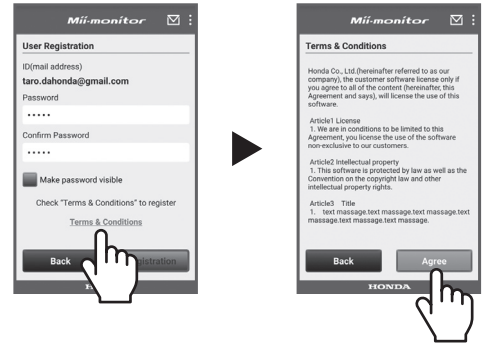 Mii-monitor
User Registration
ID(mail address)
taro.dahonda@gmail.com
Password
•••••
Confirm Password
•••••
Make password visible
Check "Terms & Conditions" to register
Terms & Conditions
Back
Mii-monitor
Terms & Conditions
Honda Co., Ltd.(hereinafter referred to as our
company), the customer software license only if
you agree to all of the content (hereinafter, this
Agreement and says), will license the use of this
software.
Article1 License
1. We are in conditions to be limited to this
Agreement, you license the use of the software
non-exclusive to our customers.
Article2 Intellectual property
1. This software is protected by law as well as the
Convention on the copyright law and other
intellectual property rights.
Article3 Title
1. text massage.text massage.text massage.text
massage.text massage.text massage.
Back
Agree
HONDA